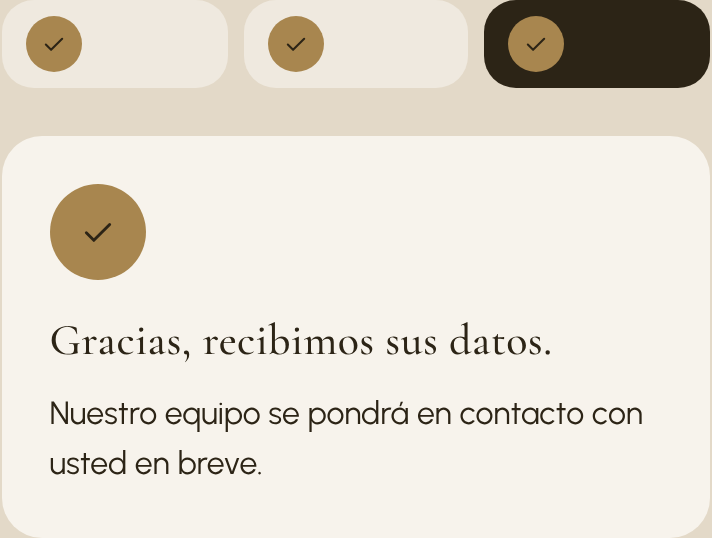 Gracias, recibimos sus datos.
Nuestro equipo se pondrá en contacto con
usted en breve.